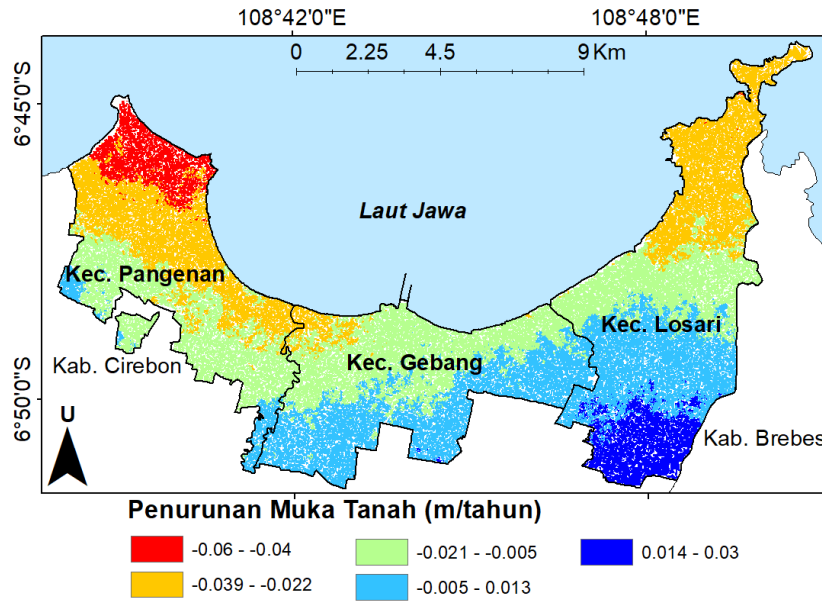 108°42'0"E
108°48'0"E
0 2.25 4.5 9 Km
6°45'0"S
Laut Jawa
Kec. Pangenan
Kec. Losari
Kab. Cirebon
Kec. Gebang
6°50'0"S
U
Kab. Brebes
Penurunan Muka Tanah (m/tahun)
-0.06 - -0.04
-0.021 - -0.005
0.014 - 0.03
-0.039 - -0.022
-0.005 - 0.013